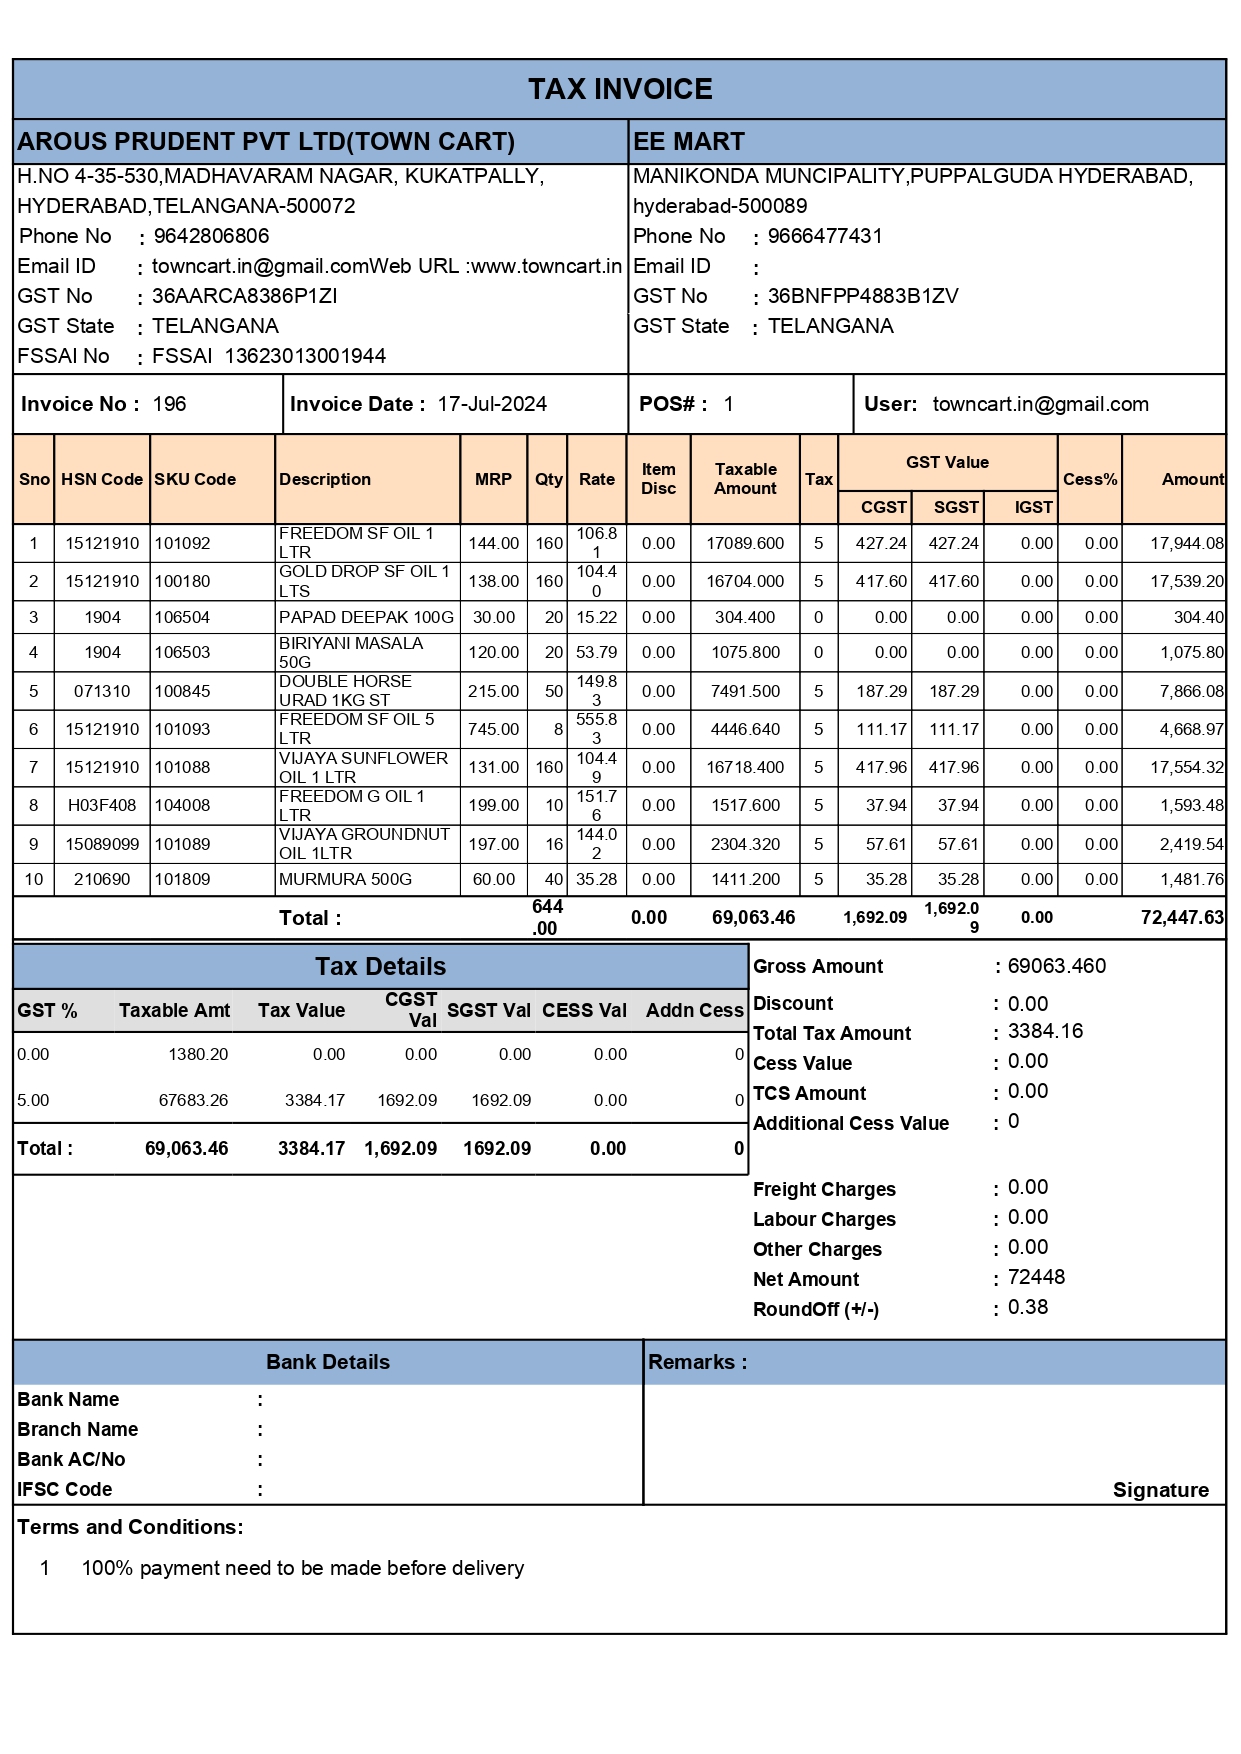 TAX INVOICE
AROUS PRUDENT PVT LTD(TOWN CART)
H.NO 4-35-530,MADHAVARAM NAGAR, KUKATPALLY,
HYDERABAD,TELANGANA-500072
Phone No : 9642806806
Email ID : towncart.in@gmail.comWeb URL :www.towncart.in
GST No : 36AARCA8386P1ZI
GST State : TELANGANA
FSSAI No : FSSAI 13623013001944
EE MART
MANIKONDA MUNCIPALITY,PUPPALGUDA HYDERABAD,
hyderabad-500089
Phone No : 9666477431
Email ID :
GST No : 36BNFPP4883B1ZV
GST State : TELANGANA
Invoice No : 196 Invoice Date : 17-Jul-2024 POS# : 1 User: towncart.in@gmail.com
Sno HSN Code SKU Code Description MRP Qty Rate Item Disc Taxable Amount Tax GST Value Cess% Amount
CGST SGST IGST
1 15121910 101092 FREEDOM SF OIL 1 LTR 144.00 160 106.81 0.00 17089.600 5 427.24 427.24 0.00 0.00 17,944.08
2 15121910 100180 GOLD DROP SF OIL 1 LTS 138.00 160 104.40 0.00 16704.000 5 417.60 417.60 0.00 0.00 17,539.20
3 1904 106504 PAPAD DEEPAK 100G 30.00 20 15.22 0.00 304.400 0 0.00 0.00 0.00 0.00 304.40
4 1904 106503 BIRIYANI MASALA 50G 120.00 20 53.79 0.00 1075.800 0 0.00 0.00 0.00 0.00 1,075.80
5 071310 100845 DOUBLE HORSE URAD 1KG ST 215.00 50 149.83 0.00 7491.500 5 187.29 187.29 0.00 0.00 7,866.08
6 15121910 101093 FREEDOM SF OIL 5 LTR 745.00 8 555.83 0.00 4446.640 5 111.17 111.17 0.00 0.00 4,668.97
7 15121910 101088 VIJAYA SUNFLOWER OIL 1 LTR 131.00 160 104.49 0.00 16718.400 5 417.96 417.96 0.00 0.00 17,554.32
8 H03F408 104008 FREEDOM G OIL 1 LTR 199.00 10 151.76 0.00 1517.600 5 37.94 37.94 0.00 0.00 1,593.48
9 15089099 101089 VIJAYA GROUNDNUT OIL 1LTR 197.00 16 144.02 0.00 2304.320 5 57.61 57.61 0.00 0.00 2,419.54
10 210690 101809 MURMURA 500G 60.00 40 35.28 0.00 1411.200 5 35.28 35.28 0.00 0.00 1,481.76
Total : 644.00 0.00 69,063.46 1,692.09 1,692.09 0.00 72,447.63
Tax Details
GST % Taxable Amt Tax Value CGST Val SGST Val CESS Val Addn Cess
0.00 1380.20 0.00 0.00 0.00 0.00 0
5.00 67683.26 3384.17 1692.09 1692.09 0.00 0
Total : 69,063.46 3384.17 1,692.09 1692.09 0.00 0
Gross Amount : 69063.460
Discount : 0.00
Total Tax Amount : 3384.16
Cess Value : 0.00
TCS Amount : 0.00
Additional Cess Value : 0
Freight Charges : 0.00
Labour Charges : 0.00
Other Charges : 0.00
Net Amount : 72448
RoundOff (+/-) : 0.38
Bank Details
Bank Name :
Branch Name :
Bank AC/No :
IFSC Code :
Remarks :
Signature
Terms and Conditions:
1 100% payment need to be made before delivery